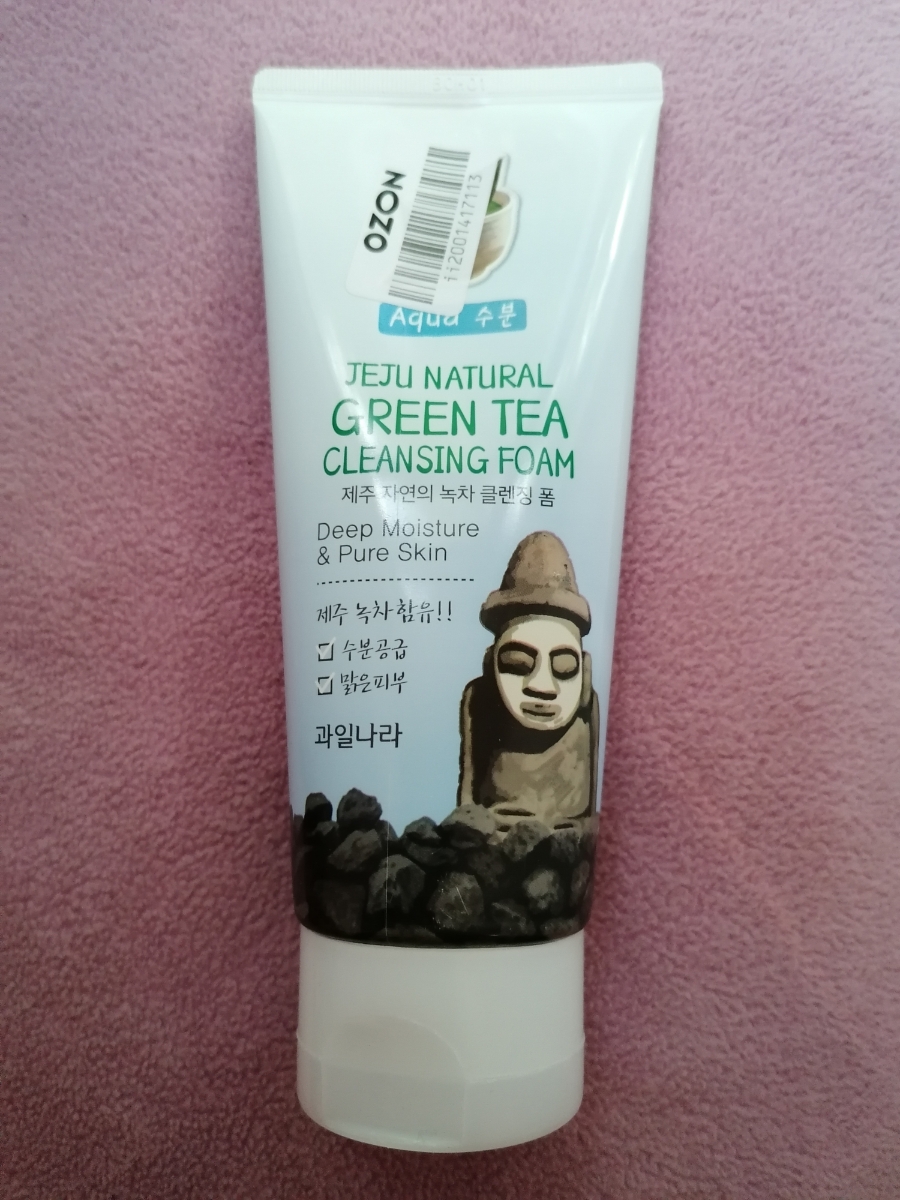 OZON
ii2001417113
Aqua 수분
JEJU NATURAL
GREEN TEA
CLEANSING FOAM
제주 자연의 녹차 클렌징 폼
Deep Moisture
& Pure Skin
제주 녹차 함유!!
수분공급
맑은피부
과일나라